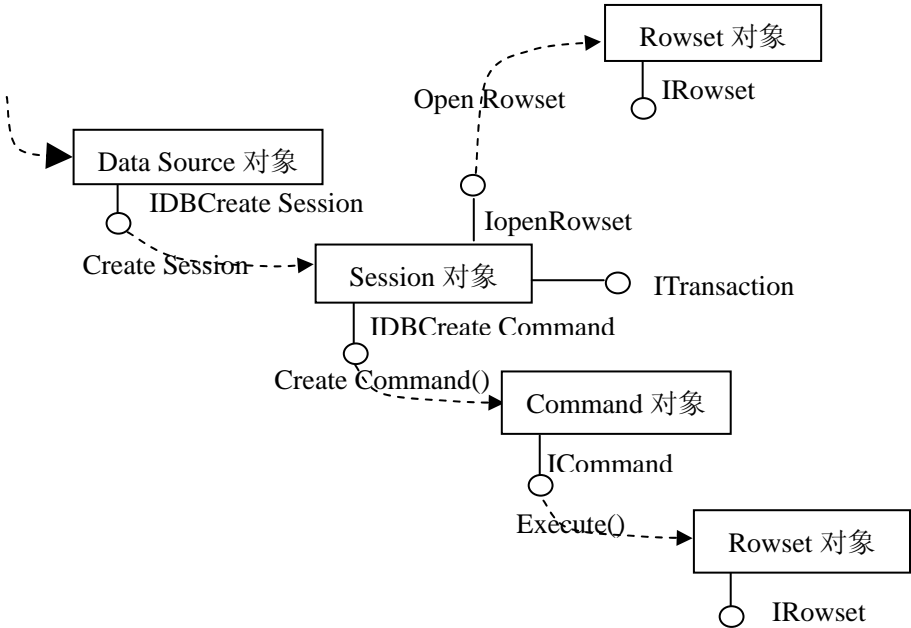 Rowset 对象
IRowset
Open Rowset
Data Source 对象
IDBCreate Session
IopenRowset
Create Session
Session 对象
ITransaction
IDBCreate Command
Create Command()
Command 对象
ICommand
Execute()
Rowset 对象
IRowset